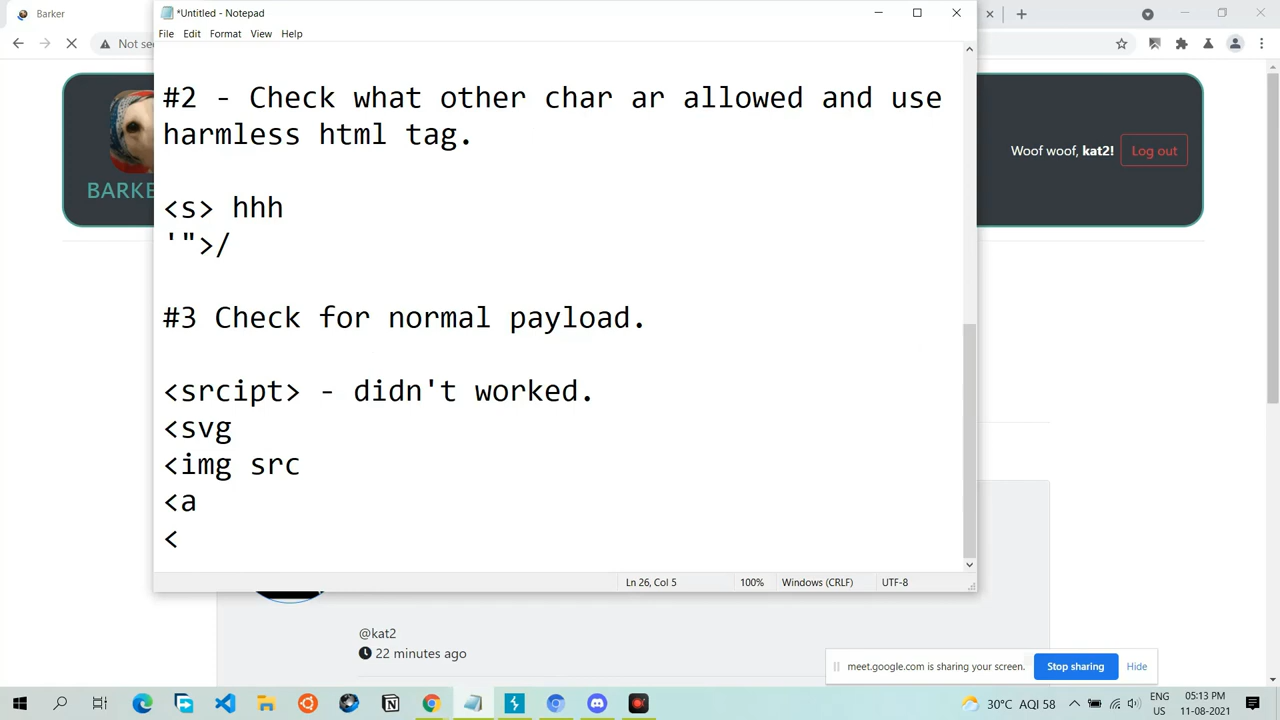 Barker
*Untitled - Notepad
File Edit Format View Help
Not sec
#2 - Check what other char ar allowed and use
harmless html tag.
Woof woof, kat2! Log out
BARKE
<s> hhh
'">/
#3 Check for normal payload.
<srcipt> - didn't worked.
<svg
<img src
<a
<
Ln 26, Col 5 100% Windows (CRLF) UTF-8
@kat2
22 minutes ago
meet.google.com is sharing your screen. Stop sharing Hide
30°C AQI 58
ENG
US
05:13 PM
11-08-2021